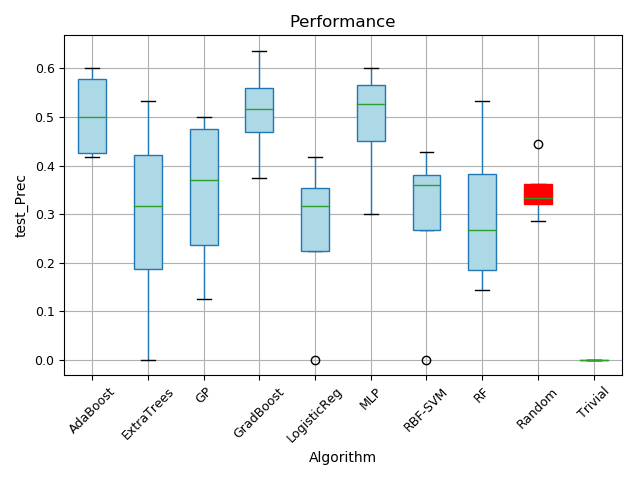 Performance
test_Prec
0.6
0.5
0.4
0.3
0.2
0.1
0.0
AdaBoost
ExtraTrees
GP
GradBoost
LogisticReg
MLP
RBF-SVM
RF
Random
Trivial
Algorithm